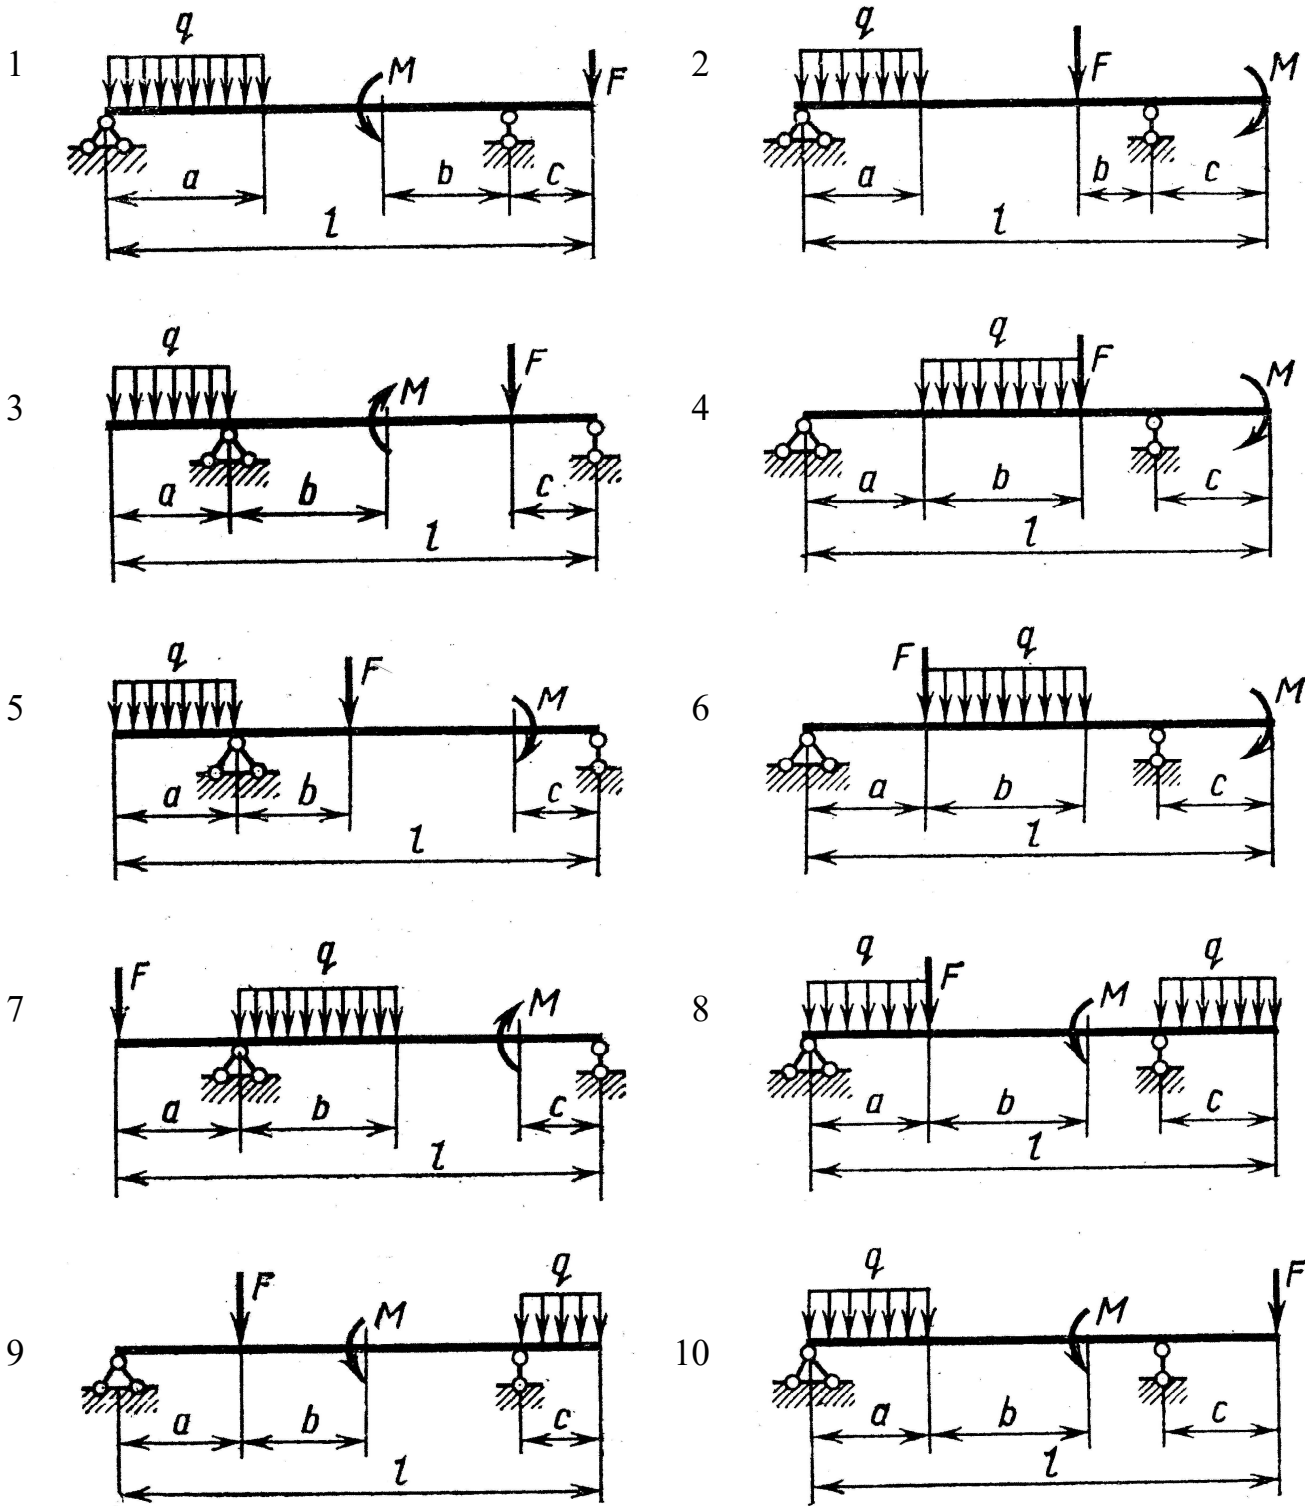 1 q M F a b c l
2 q F M a b c l
3 q M F a b c l
4 q F M a b c l
5 q F M a b c l
6 F q M a b c l
7 F q M a b c l
8 q F M q a b c l
9 F M q a b c l
10 q M F a b c l